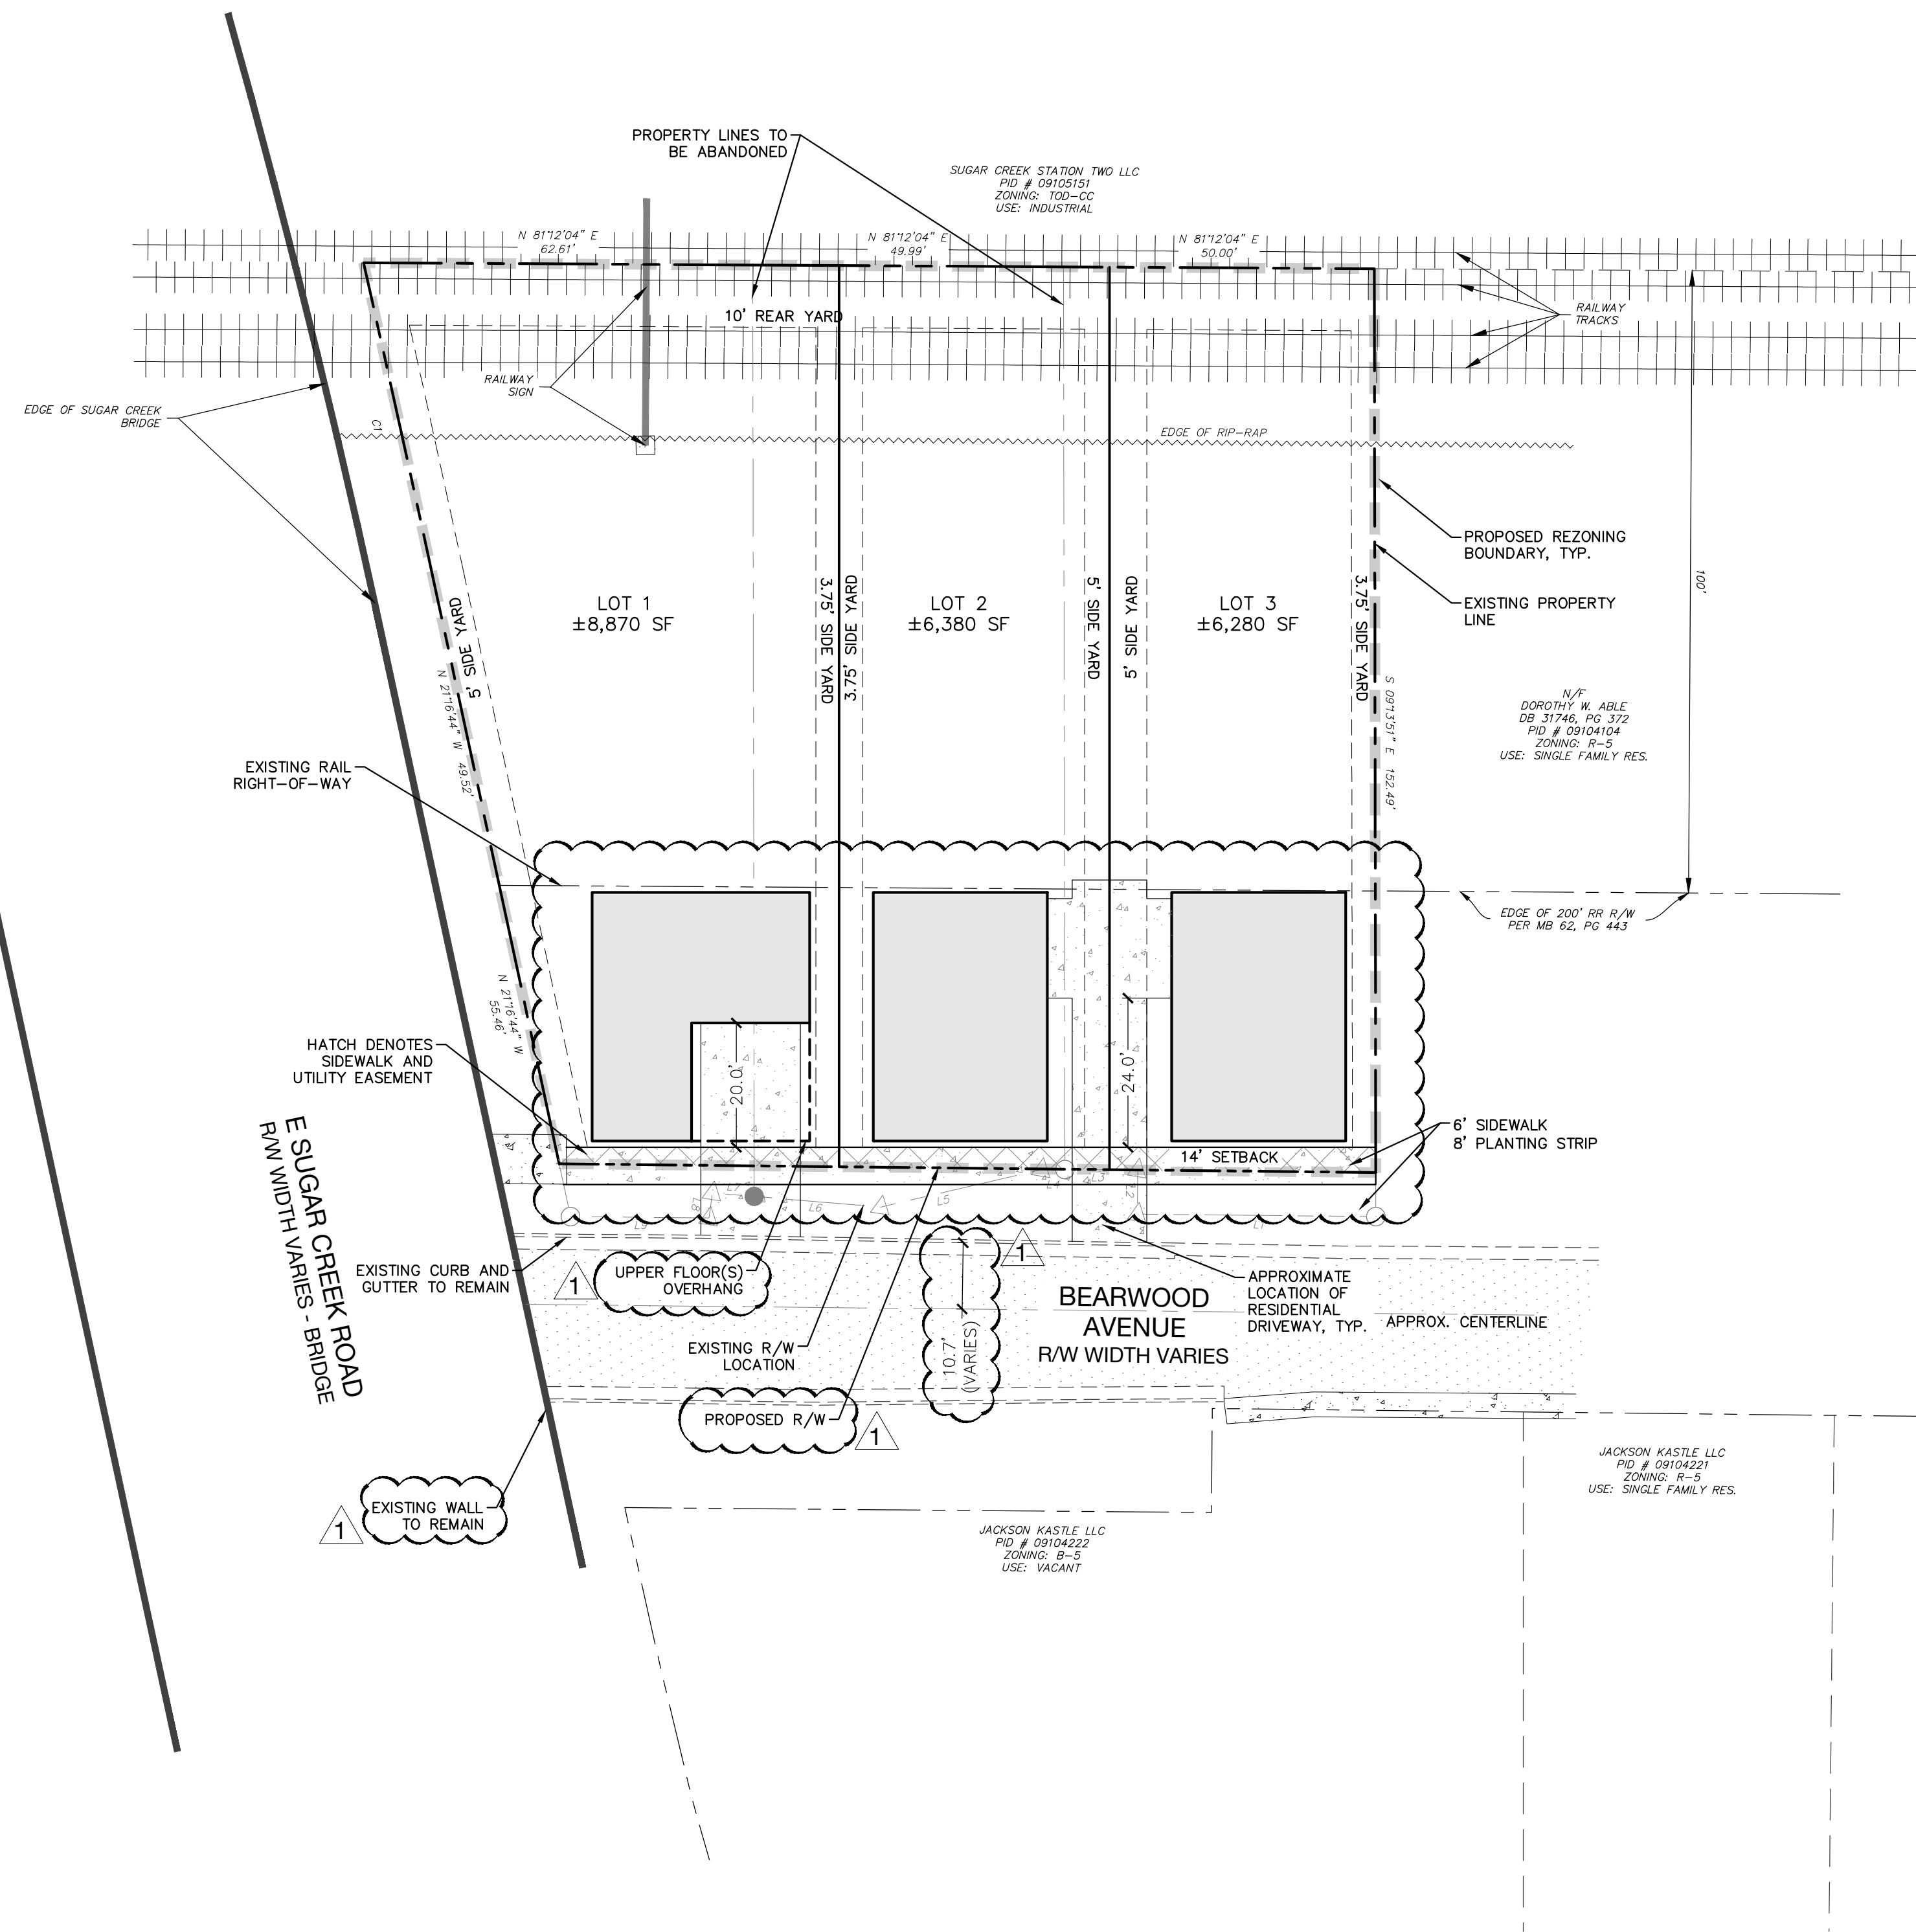 PROPERTY LINES TO
BE ABANDONED
SUGAR CREEK STATION TWO LLC
PID # 09105151
ZONING: TOD-CC
USE: INDUSTRIAL
N 81°12'04" E
62.61'
N 81°12'04" E
49.99'
N 81°12'04" E
50.00'
RAILWAY
TRACKS
10' REAR YARD
RAILWAY
SIGN
EDGE OF SUGAR CREEK
BRIDGE
C1
EDGE OF RIP-RAP
PROPOSED REZONING
BOUNDARY, TYP.
EXISTING PROPERTY
LINE
100'
LOT 1
±8,870 SF
LOT 2
±6,380 SF
LOT 3
±6,280 SF
5' SIDE YARD
3.75' SIDE YARD
3.75' SIDE YARD
5' SIDE YARD
5' SIDE YARD
3.75' SIDE YARD
N 21°16'44" W 49.52'
S 09°13'51" E 152.49'
N/F
DOROTHY W. ABLE
DB 31746, PG 372
PID # 09104104
ZONING: R-5
USE: SINGLE FAMILY RES.
EXISTING RAIL
RIGHT-OF-WAY
EDGE OF 200' RR R/W
PER MB 62, PG 443
N 21°16'44" W
55.46'
HATCH DENOTES
SIDEWALK AND
UTILITY EASEMENT
20.0'
24.0'
6' SIDEWALK
8' PLANTING STRIP
14' SETBACK
L7
L8
L6
L5
L4
L3
L2
L9
L1
E SUGAR CREEK ROAD
R/W WIDTH VARIES - BRIDGE
EXISTING CURB AND
GUTTER TO REMAIN
1
UPPER FLOOR(S)
OVERHANG
1
10.7'
(VARIES)
BEARWOOD
AVENUE
R/W WIDTH VARIES
APPROXIMATE
LOCATION OF
RESIDENTIAL
DRIVEWAY, TYP.
APPROX. CENTERLINE
EXISTING R/W
LOCATION
PROPOSED R/W
1
EXISTING WALL
TO REMAIN
1
JACKSON KASTLE LLC
PID # 09104221
ZONING: R-5
USE: SINGLE FAMILY RES.
JACKSON KASTLE LLC
PID # 09104222
ZONING: B-5
USE: VACANT